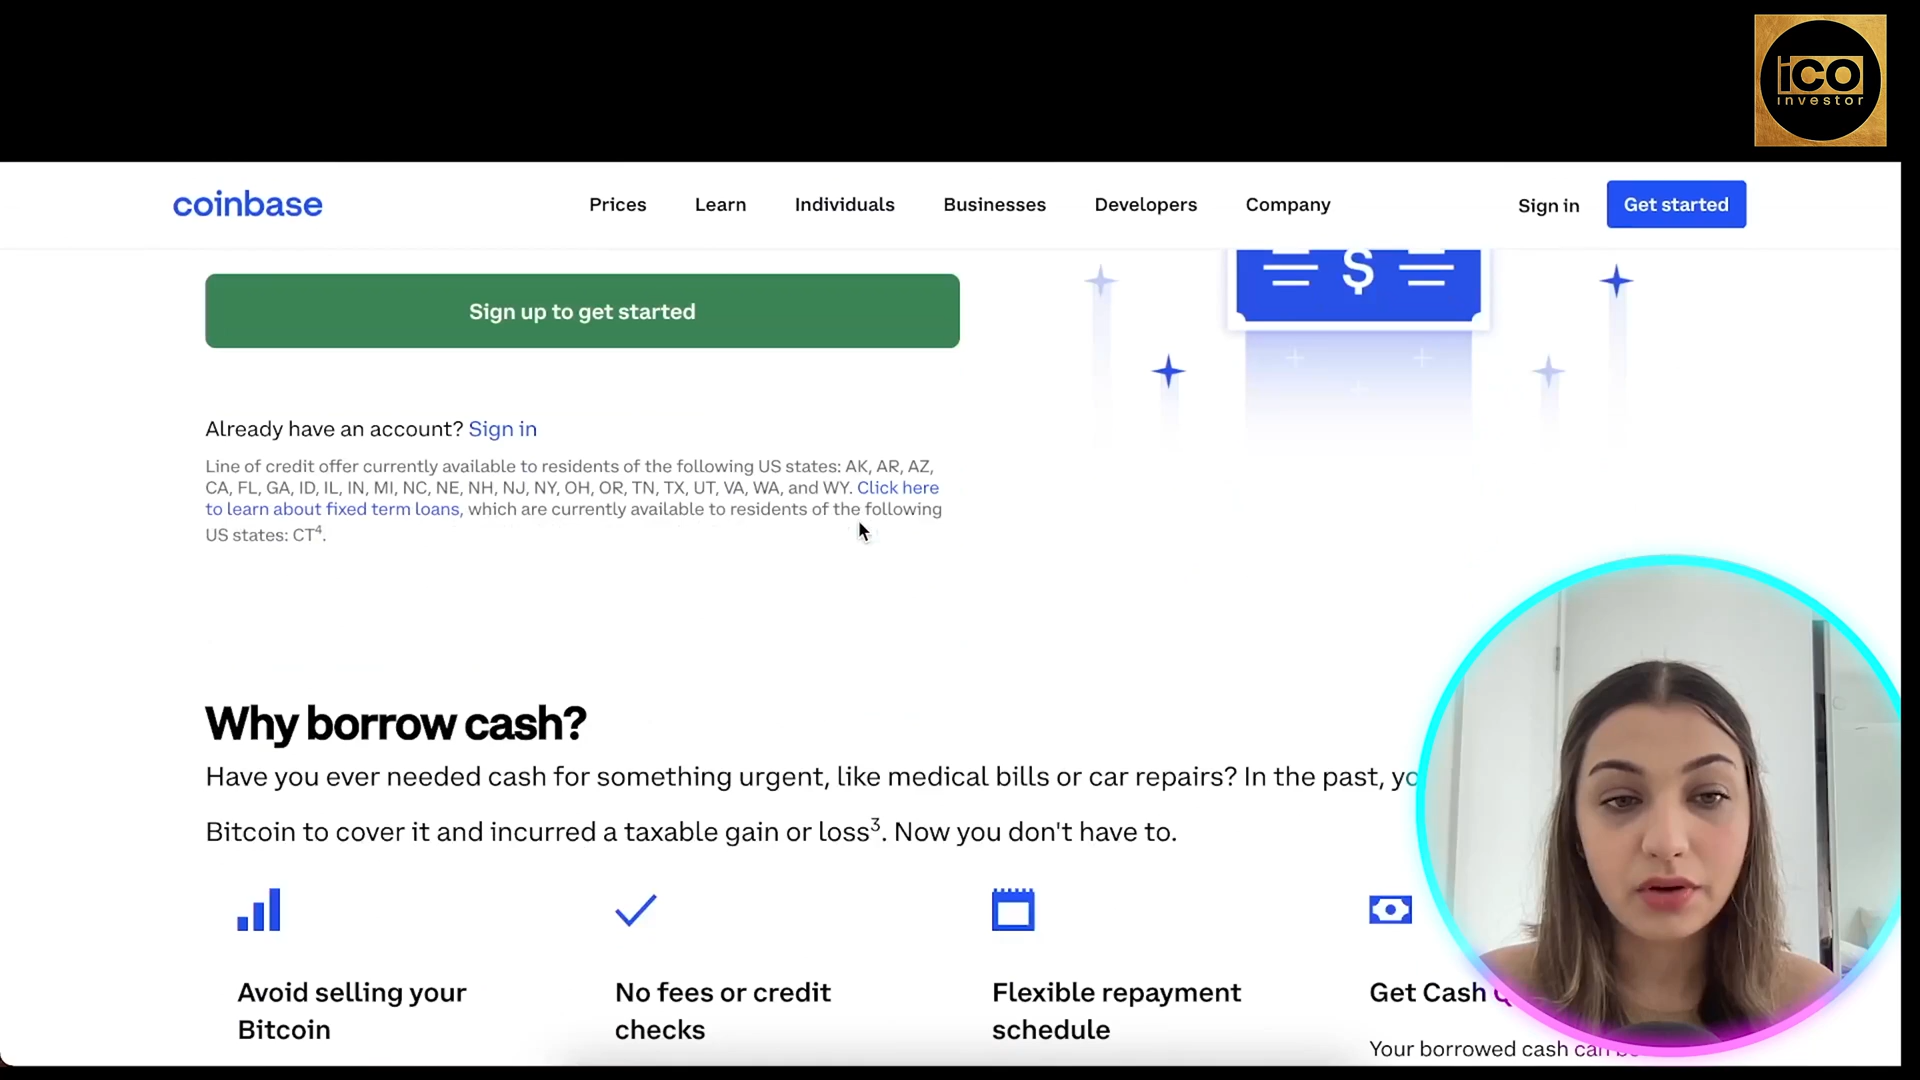 iCO
investor
coinbase
Prices
Learn
Individuals
Businesses
Developers
Company
Sign in
Get started
$
Sign up to get started
Already have an account? Sign in
Line of credit offer currently available to residents of the following US states: AK, AR, AZ,
CA, FL, GA, ID, IL, IN, MI, NC, NE, NH, NJ, NY, OH, OR, TN, TX, UT, VA, WA, and WY. Click here
to learn about fixed term loans, which are currently available to residents of the following
US states: CT⁴.
Why borrow cash?
Have you ever needed cash for something urgent, like medical bills or car repairs? In the past,
Bitcoin to cover it and incurred a taxable gain or loss³. Now you don't have to.
Avoid selling your
Bitcoin
No fees or credit
checks
Flexible repayment
schedule
Get Cash
Your borrowed cash can